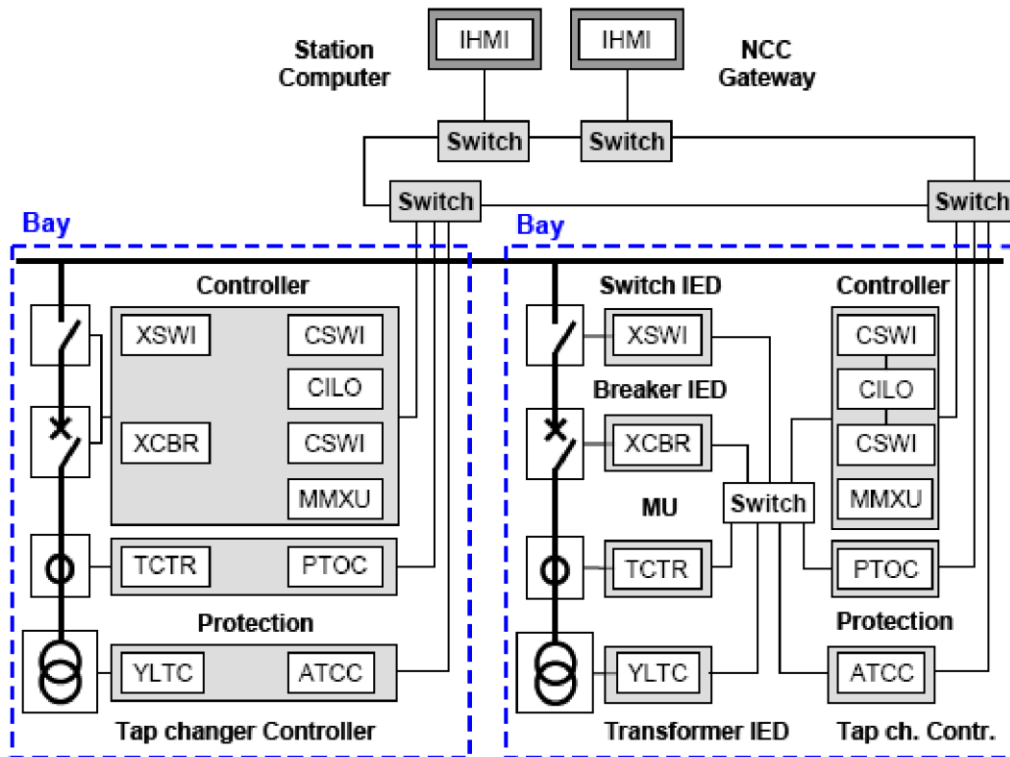 Station
Computer
IHMI
IHMI
NCC
Gateway
Switch
Switch
Switch
Switch
Bay
Controller
XSWI
CSWI
CILO
XCBR
CSWI
MMXU
TCTR
PTOC
Protection
YLTC
ATCC
Tap changer Controller
Bay
Switch IED
Controller
XSWI
CSWI
Breaker IED
CILO
XCBR
CSWI
MU
Switch
MMXU
TCTR
PTOC
Protection
YLTC
ATCC
Transformer IED
Tap ch. Contr.